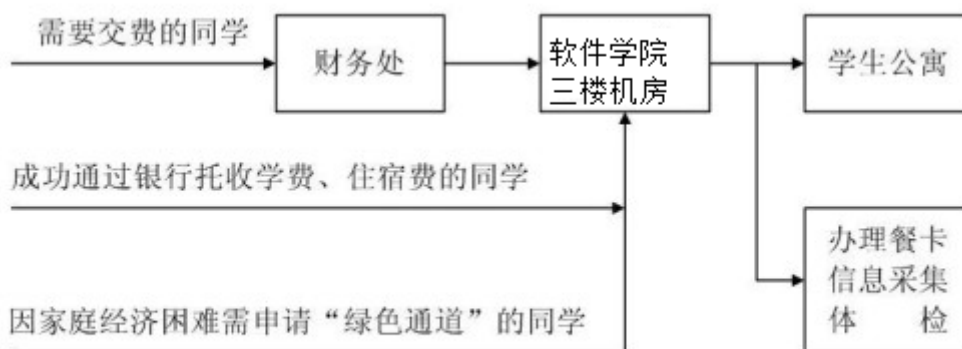 需要交费的同学
财务处
软件学院
三楼机房
学生公寓
成功通过银行托收学费、住宿费的同学
办理餐卡
信息采集
体 检
因家庭经济困难需申请“绿色通道”的同学